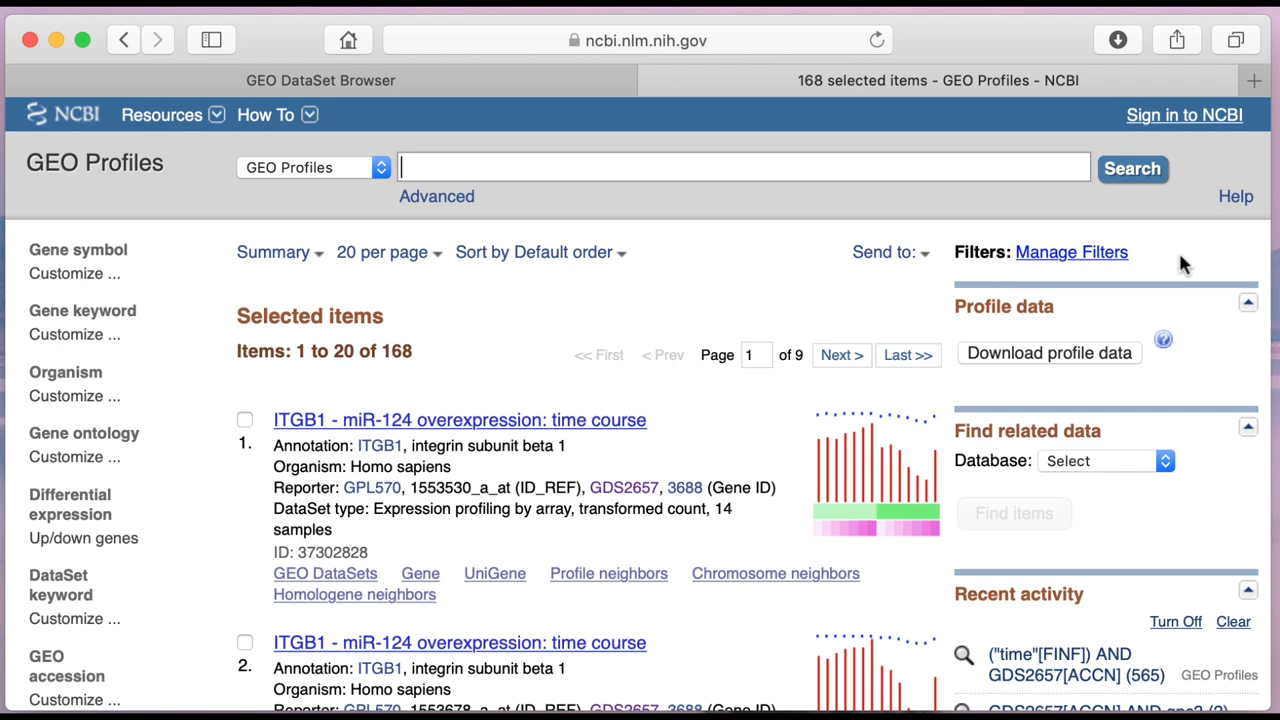 ncbi.nlm.nih.gov
GEO DataSet Browser
168 selected items - GEO Profiles - NCBI
NCBI Resources How To
Sign in to NCBI
GEO Profiles
GEO Profiles
Search
Advanced
Help
Gene symbol
Customize ...
Gene keyword
Customize ...
Organism
Customize ...
Gene ontology
Customize ...
Differential
expression
Up/down genes
DataSet
keyword
Customize ...
GEO
accession
Customize ...
Summary 20 per page Sort by Default order
Send to:
Selected items
Items: 1 to 20 of 168
<< First < Prev Page 1 of 9 Next > Last >>
ITGB1 - miR-124 overexpression: time course
1. Annotation: ITGB1, integrin subunit beta 1
Organism: Homo sapiens
Reporter: GPL570, 1553530_a_at (ID_REF), GDS2657, 3688 (Gene ID)
DataSet type: Expression profiling by array, transformed count, 14
samples
ID: 37302828
GEO DataSets Gene UniGene Profile neighbors Chromosome neighbors
Homologene neighbors
ITGB1 - miR-124 overexpression: time course
2. Annotation: ITGB1, integrin subunit beta 1
Organism: Homo sapiens
Reporter: GPL570, 1553678_a_at (ID_REF), GDS2657, 3688 (Gene ID)
Filters: Manage Filters
Profile data
Download profile data
?
Find related data
Database: Select
Find items
Recent activity
Turn Off Clear
("time"[FINF]) AND
GDS2657[ACCN] (565) GEO Profiles